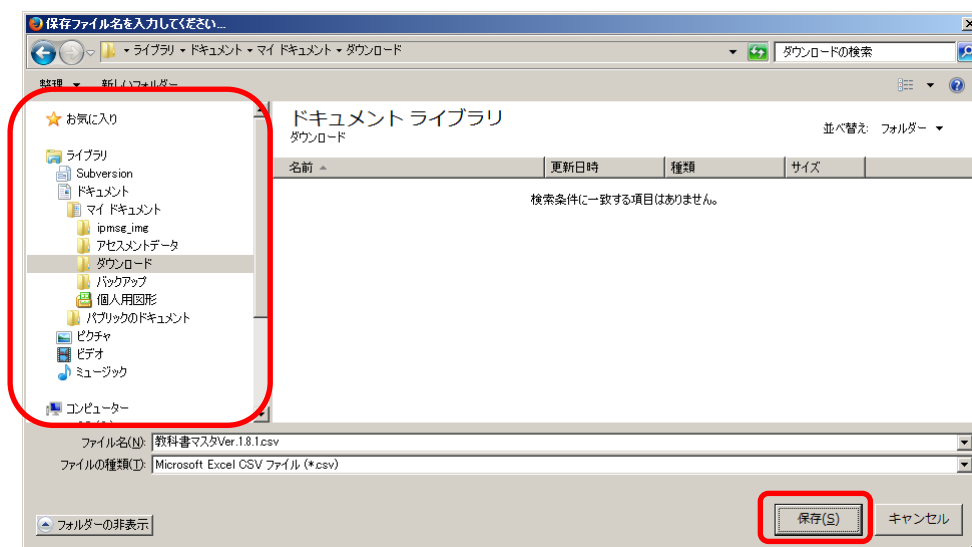 保存ファイル名を入力してください...
ライブラリ ▾ ドキュメント ▾ マイ ドキュメント ▾ ダウンロード
ダウンロードの検索
整理 新しいフォルダー
お気に入り
ライブラリ
Subversion
ドキュメント
マイ ドキュメント
ipmsg_img
アセスメントデータ
ダウンロード
バックアップ
個人用図形
パブリックのドキュメント
ピクチャ
ビデオ
ミュージック
コンピューター
ドキュメント ライブラリ
ダウンロード
並べ替え: フォルダー
名前 更新日時 種類 サイズ
検索条件に一致する項目はありません。
ファイル名(N): 教科書マスタVer.1.8.1.csv
ファイルの種類(T): Microsoft Excel CSV ファイル (*.csv)
フォルダーの非表示
保存(S) キャンセル